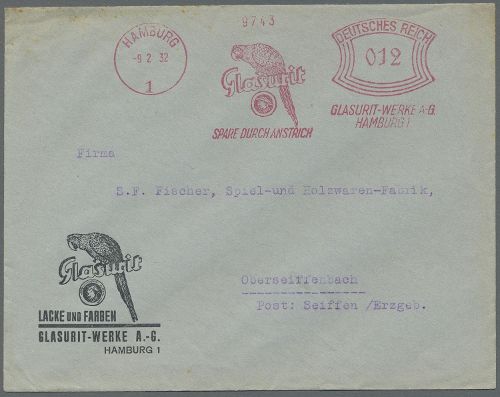 9743
HAMBURG
-9. 2. 32
1
Glasurit
SPARE DURCH ANSTRICH
DEUTSCHES REICH
012
GLASURIT-WERKE A-G.
HAMBURG 1
Firma
S.F. Fischer, Spiel-und Holzwaren-Fabrik,
Oberseiffenbach
Post: Seiffen /Erzgeb.
Glasurit
LACKE UND FARBEN
GLASURIT-WERKE A.-G.
HAMBURG 1